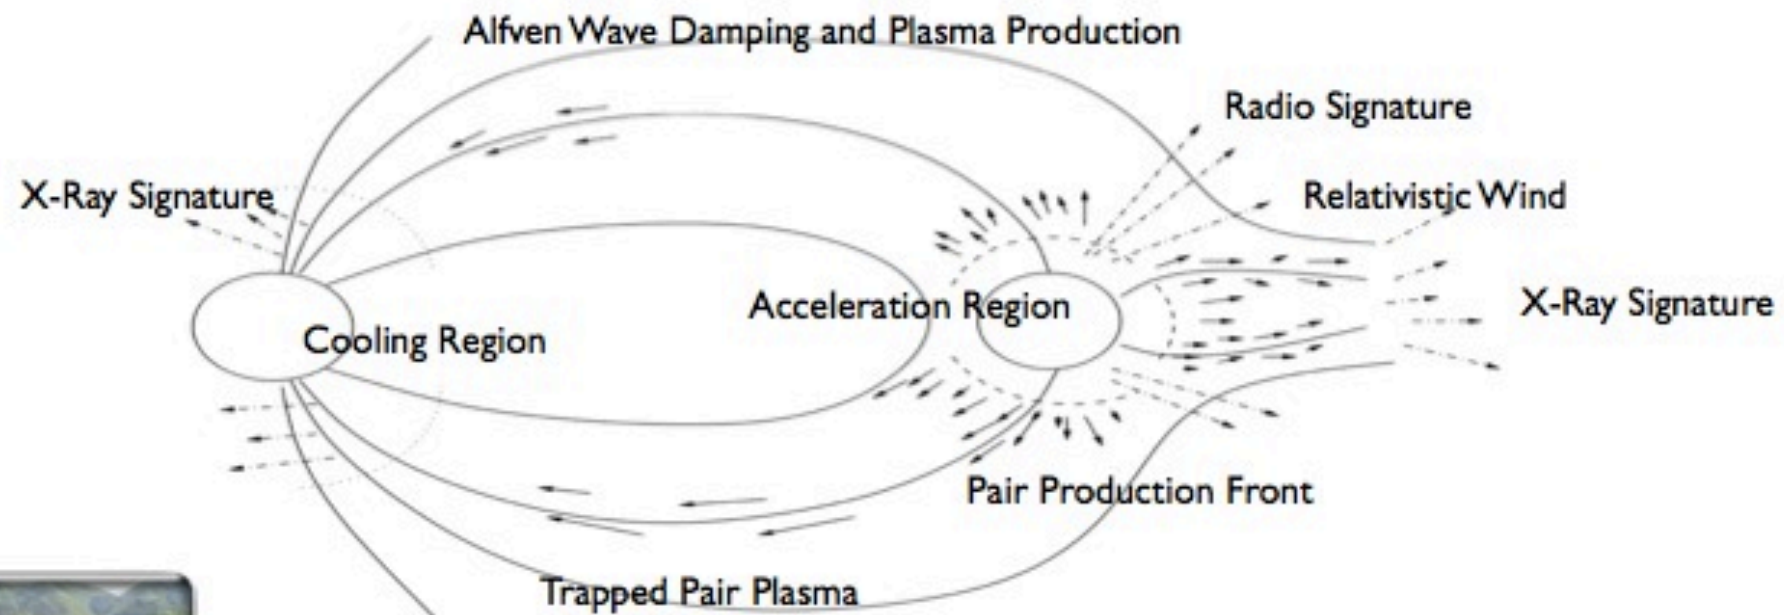 Alfven Wave Damping and Plasma Production
Radio Signature
X-Ray Signature
Relativistic Wind
Acceleration Region
X-Ray Signature
Cooling Region
Pair Production Front
Trapped Pair Plasma